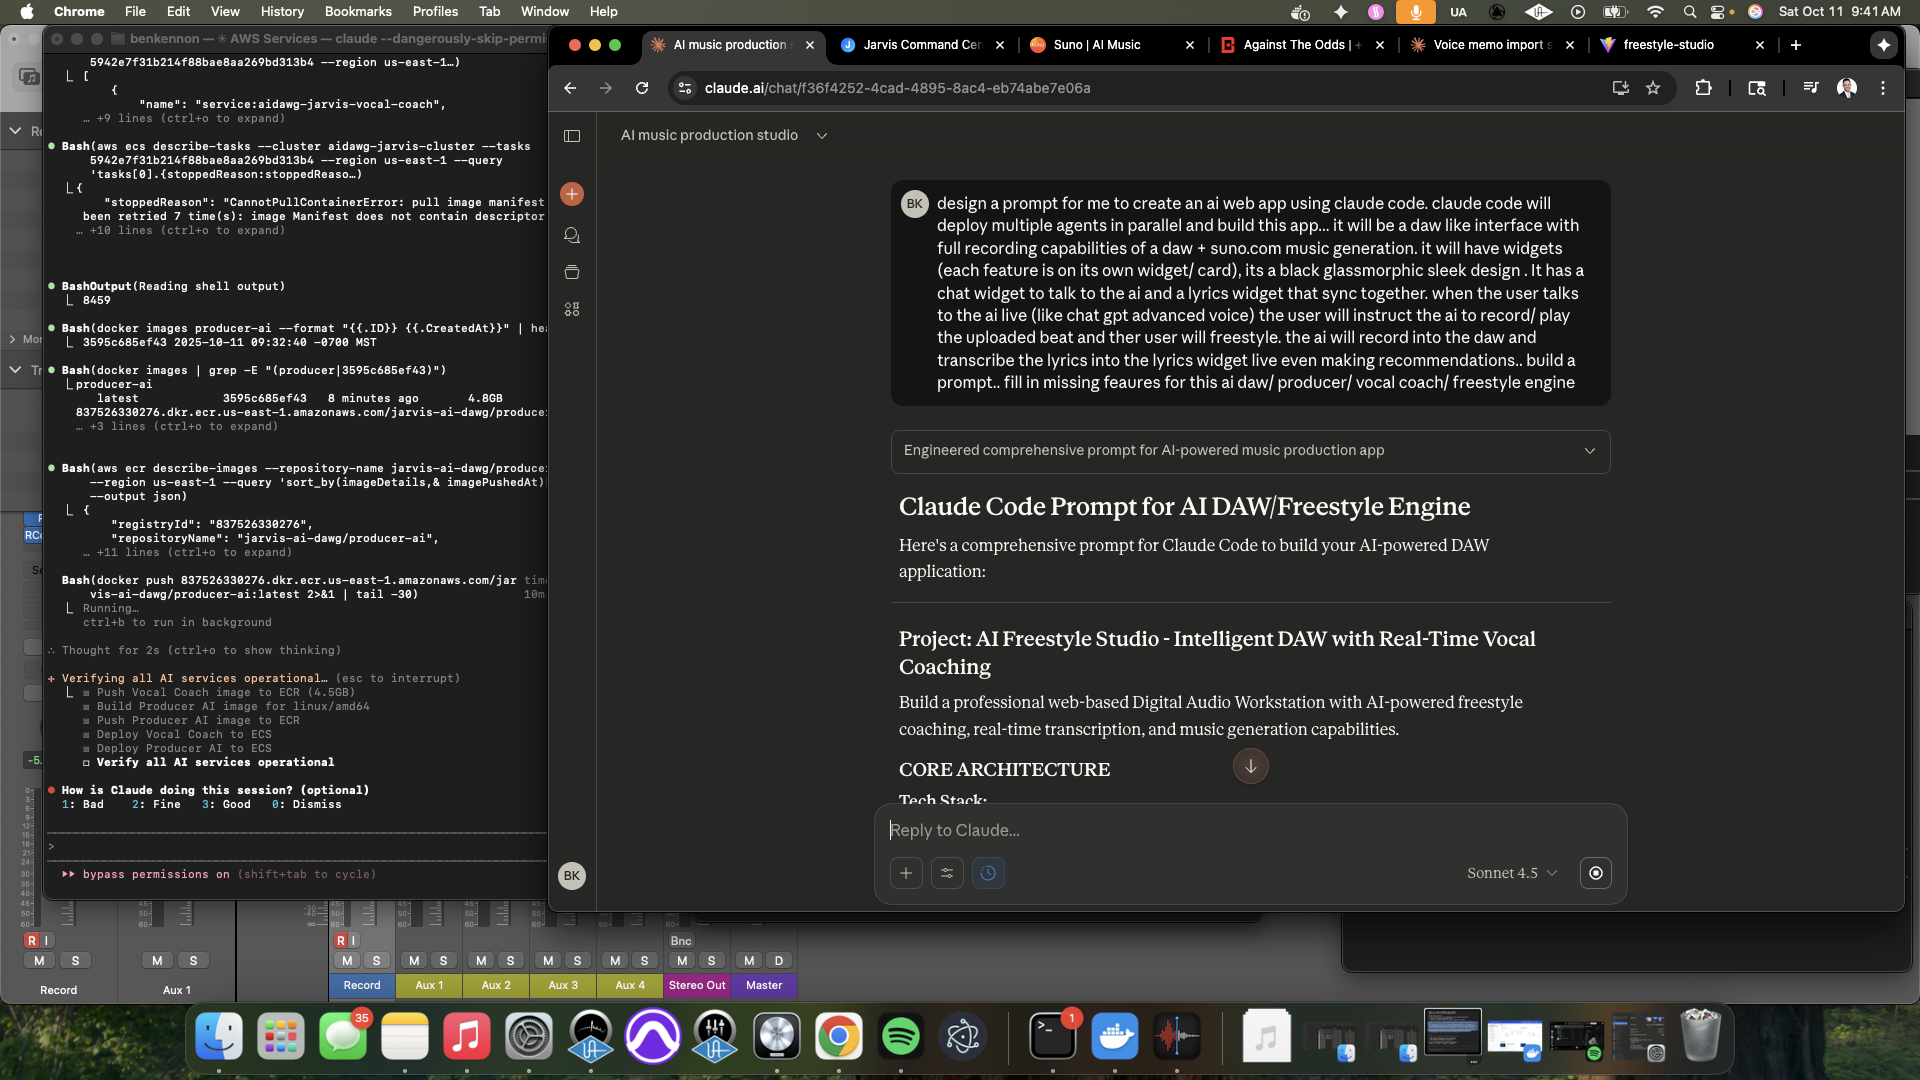 Chrome File Edit View History Bookmarks Profiles Tab Window Help
UA Sat Oct 11 9:41 AM
benkennon — ✳ AWS Services — claude --dangerously-skip-permi
5942e7f31b214f88bae8aa269bd313b4 --region us-east-1…)
[
{
"name": "service:aidawg-jarvis-vocal-coach",
… +9 lines (ctrl+o to expand)
Bash(aws ecs describe-tasks --cluster aidawg-jarvis-cluster --tasks
5942e7f31b214f88bae8aa269bd313b4 --region us-east-1 --query
'tasks[0].{stoppedReason:stoppedReaso…)
{
"stoppedReason": "CannotPullContainerError: pull image manifest
been retried 7 time(s): image Manifest does not contain descriptor
… +10 lines (ctrl+o to expand)
BashOutput(Reading shell output)
8459
Bash(docker images producer-ai --format "{{.ID}} {{.CreatedAt}}" | hea
3595c685ef43 2025-10-11 09:32:40 -0700 MST
Bash(docker images | grep -E "(producer|3595c685ef43)")
producer-ai
latest 3595c685ef43 8 minutes ago 4.8GB
837526330276.dkr.ecr.us-east-1.amazonaws.com/jarvis-ai-dawg/produce
… +3 lines (ctrl+o to expand)
Bash(aws ecr describe-images --repository-name jarvis-ai-dawg/produce
--region us-east-1 --query 'sort_by(imageDetails,& imagePushedAt)
--output json)
{
"registryId": "837526330276",
"repositoryName": "jarvis-ai-dawg/producer-ai",
… +11 lines (ctrl+o to expand)
Bash(docker push 837526330276.dkr.ecr.us-east-1.amazonaws.com/jar time
vis-ai-dawg/producer-ai:latest 2>&1 | tail -30) 10m
Running…
ctrl+b to run in background
∴ Thought for 2s (ctrl+o to show thinking)
Verifying all AI services operational… (esc to interrupt)
☒ Push Vocal Coach image to ECR (4.5GB)
☒ Build Producer AI image for linux/amd64
☒ Push Producer AI image to ECR
☒ Deploy Vocal Coach to ECS
☒ Deploy Producer AI to ECS
☐ Verify all AI services operational
How is Claude doing this session? (optional)
1: Bad 2: Fine 3: Good 0: Dismiss
>
bypass permissions on (shift+tab to cycle)
AI music production s Jarvis Command Cen Suno | AI Music Against The Odds | Voice memo import s freestyle-studio
claude.ai/chat/f36f4252-4cad-4895-8ac4-eb74abe7e06a
AI music production studio
BK
design a prompt for me to create an ai web app using claude code. claude code will
deploy multiple agents in parallel and build this app... it will be a daw like interface with
full recording capabilities of a daw + suno.com music generation. it will have widgets
(each feature is on its own widget/ card), its a black glassmorphic sleek design . It has a
chat widget to talk to the ai and a lyrics widget that sync together. when the user talks
to the ai live (like chat gpt advanced voice) the user will instruct the ai to record/ play
the uploaded beat and ther user will freestyle. the ai will record into the daw and
transcribe the lyrics into the lyrics widget live even making recommendations.. build a
prompt.. fill in missing feaures for this ai daw/ producer/ vocal coach/ freestyle engine
Engineered comprehensive prompt for AI-powered music production app
Claude Code Prompt for AI DAW/Freestyle Engine
Here's a comprehensive prompt for Claude Code to build your AI-powered DAW
application:
Project: AI Freestyle Studio - Intelligent DAW with Real-Time Vocal
Coaching
Build a professional web-based Digital Audio Workstation with AI-powered freestyle
coaching, real-time transcription, and music generation capabilities.
CORE ARCHITECTURE
Tech Stack:
Reply to Claude...
Sonnet 4.5
BK
Re
Mor
Tr
RCo
Se
-5.
R I
M S
Record
M S
Aux 1
R I
Bnc
M S M S M S M S M S M S M D
Record Aux 1 Aux 2 Aux 3 Aux 4 Stereo Out Master
35
1